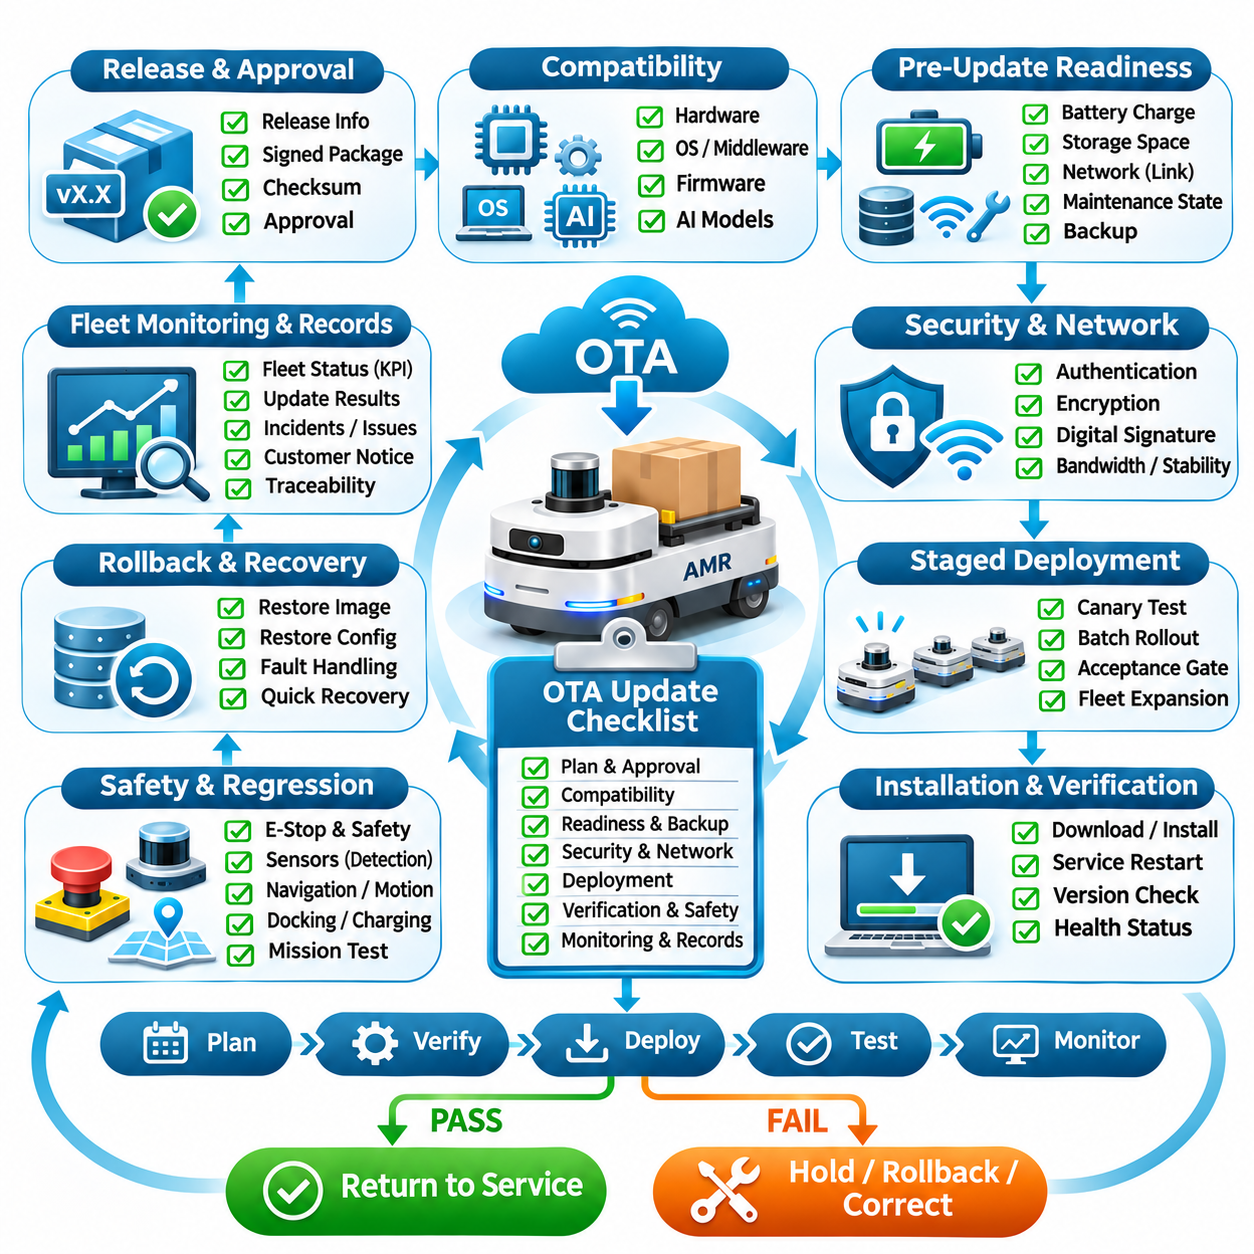 Release & Approval
vX.X
Release Info
Signed Package
Checksum
Approval
Compatibility
OS
AI
Hardware
OS / Middleware
Firmware
AI Models
Pre-Update Readiness
Battery Charge
Storage Space
Network (Link)
Maintenance State
Backup
Fleet Monitoring & Records
Fleet Status (KPI)
Update Results
Incidents / Issues
Customer Notice
Traceability
OTA
AMR
Security & Network
Authentication
Encryption
Digital Signature
Bandwidth / Stability
Rollback & Recovery
Restore Image
Restore Config
Fault Handling
Quick Recovery
Staged Deployment
Canary Test
Batch Rollout
Acceptance Gate
Fleet Expansion
OTA Update
Checklist
Plan & Approval
Compatibility
Readiness & Backup
Security & Network
Deployment
Verification & Safety
Monitoring & Records
Safety & Regression
E-Stop & Safety
Sensors (Detection)
Navigation / Motion
Docking / Charging
Mission Test
Installation & Verification
Download / Install
Service Restart
Version Check
Health Status
Plan
Verify
Deploy
Test
Monitor
PASS
FAIL
Return to Service
Hold / Rollback /
Correct